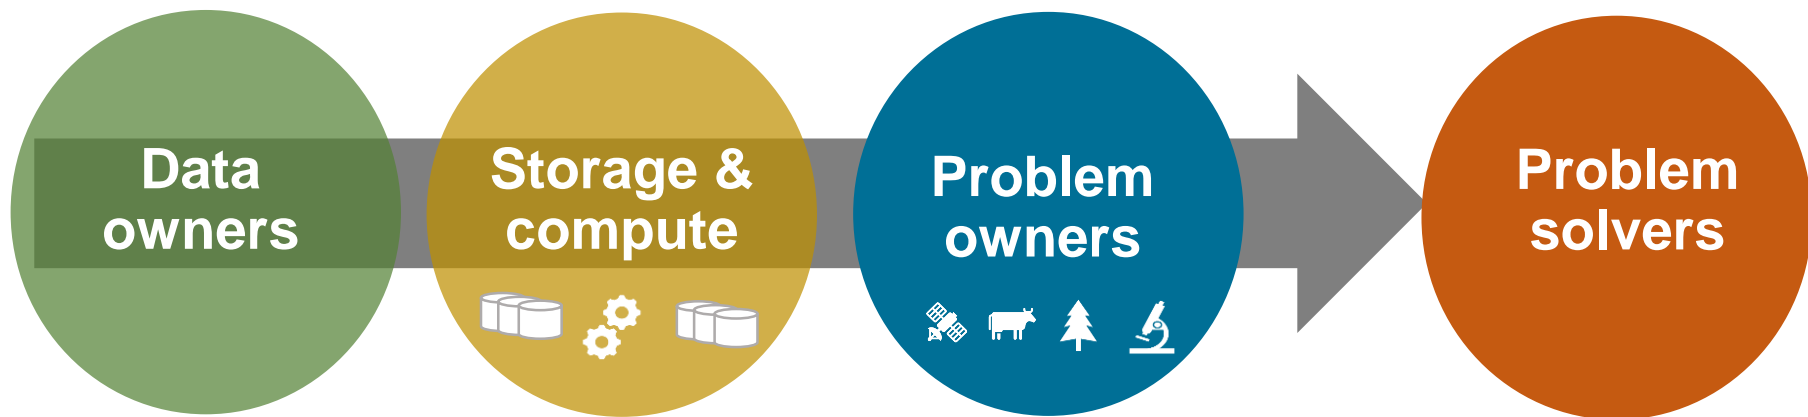 Data
owners
Storage &
compute
Problem
owners
Problem
solvers